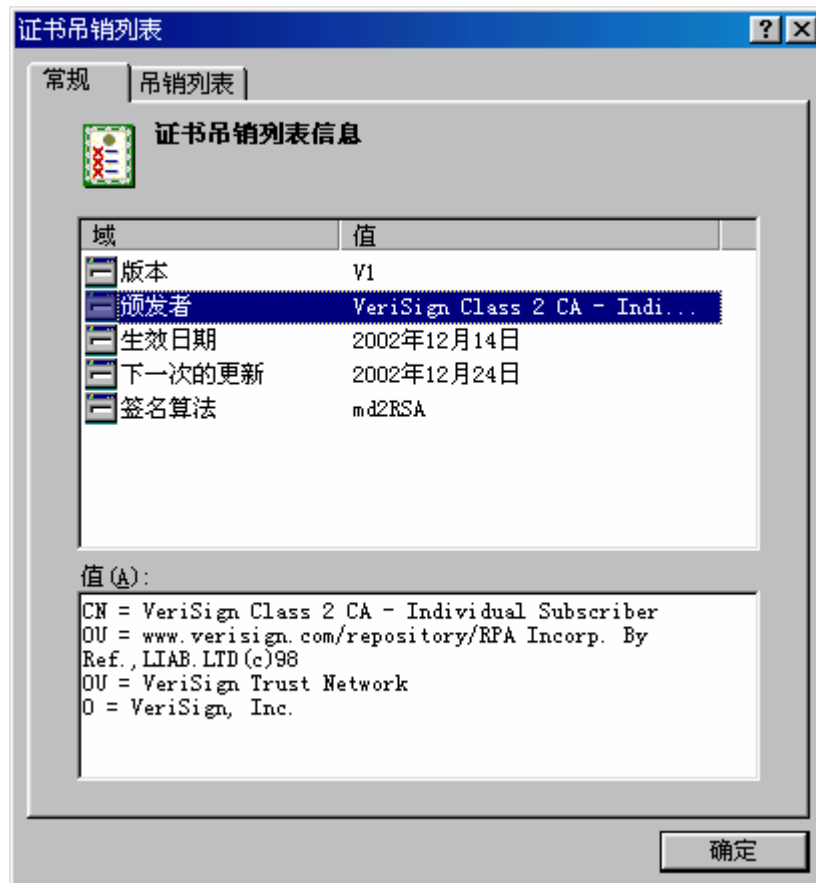 证书吊销列表
常规 吊销列表
证书吊销列表信息
域 值
版本 V1
颁发者 VeriSign Class 2 CA - Indi...
生效日期 2002年12月14日
下一次的更新 2002年12月24日
签名算法 md2RSA
值(A):
CN = VeriSign Class 2 CA - Individual Subscriber
OU = www.verisign.com/repository/RPA Incorp. By
Ref.,LIAB.LTD(c)98
OU = VeriSign Trust Network
O = VeriSign, Inc.
确定